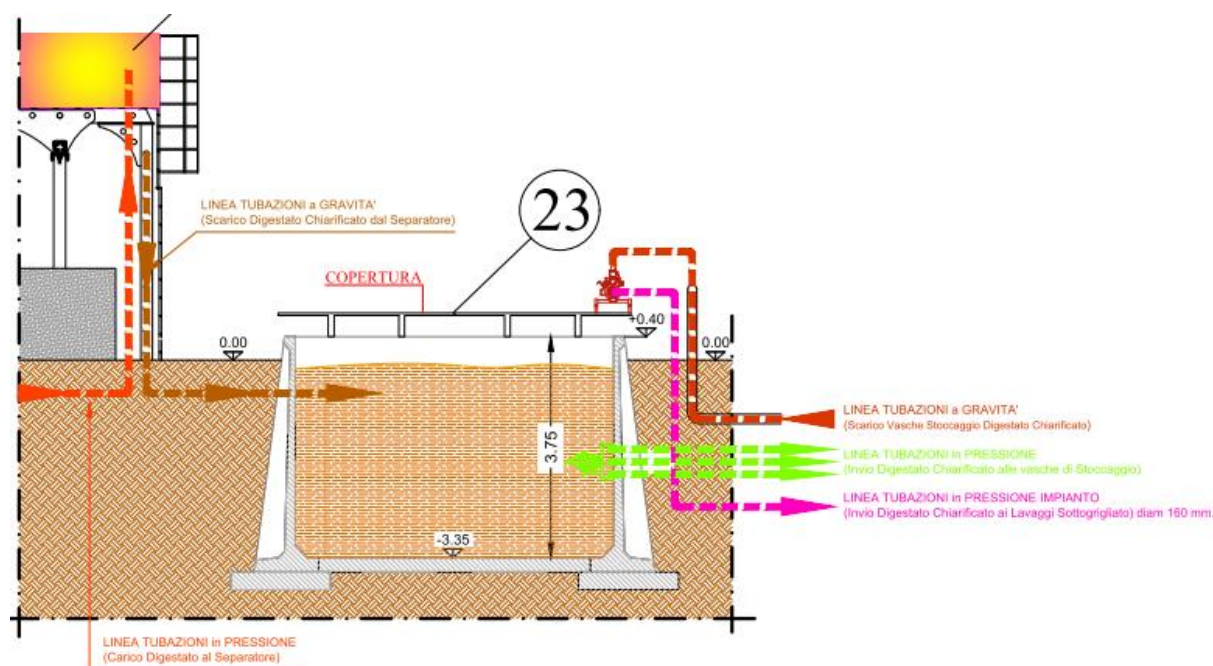 LINEA TUBAZIONI a GRAVITA'
(Scarico Digestato Chiarificato dal Separatore)
23
COPERTURA
+0.40
0.00
0.00
3.75
-3.35
LINEA TUBAZIONI a GRAVITA'
(Scarico Vasche Stoccaggio Digestato Chiarificato)
LINEA TUBAZIONI in PRESSIONE
(Invio Digestato Chiarificato alle vasche di Stoccaggio)
LINEA TUBAZIONI in PRESSIONE IMPIANTO
(Invio Digestato Chiarificato ai Lavaggi Sottogrigliato) diam 160 mm.
LINEA TUBAZIONI in PRESSIONE
(Carico Digestato al Separatore)